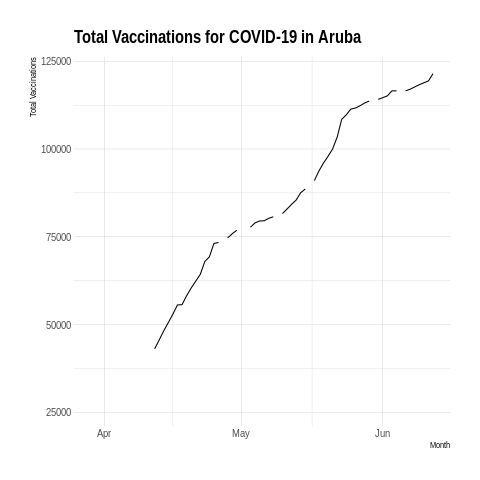 Total Vaccinations for COVID-19 in Aruba
Total Vaccinations
125000
100000
75000
50000
25000
Apr
May
Jun
Month